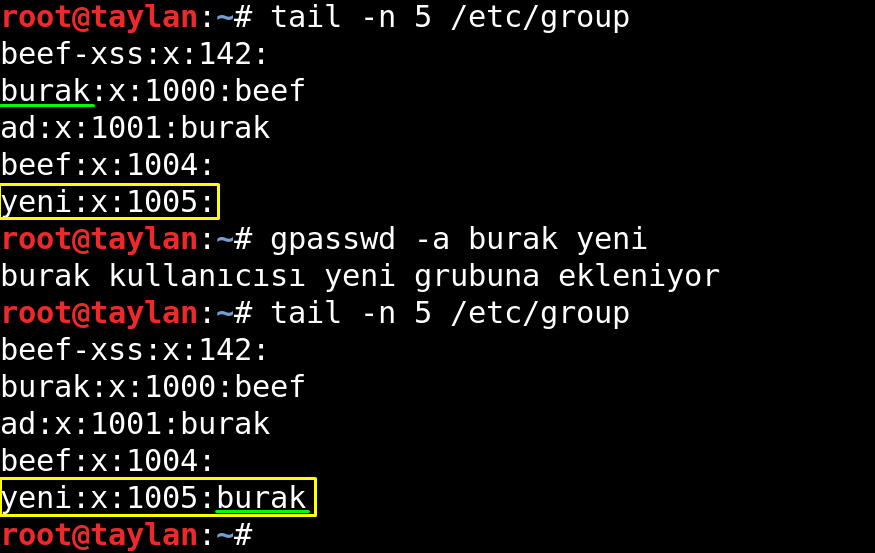 root@taylan:~# tail -n 5 /etc/group
beef-xss:x:142:
burak:x:1000:beef
ad:x:1001:burak
beef:x:1004:
yeni:x:1005:
root@taylan:~# gpasswd -a burak yeni
burak kullanıcısı yeni grubuna ekleniyor
root@taylan:~# tail -n 5 /etc/group
beef-xss:x:142:
burak:x:1000:beef
ad:x:1001:burak
beef:x:1004:
yeni:x:1005:burak
root@taylan:~#